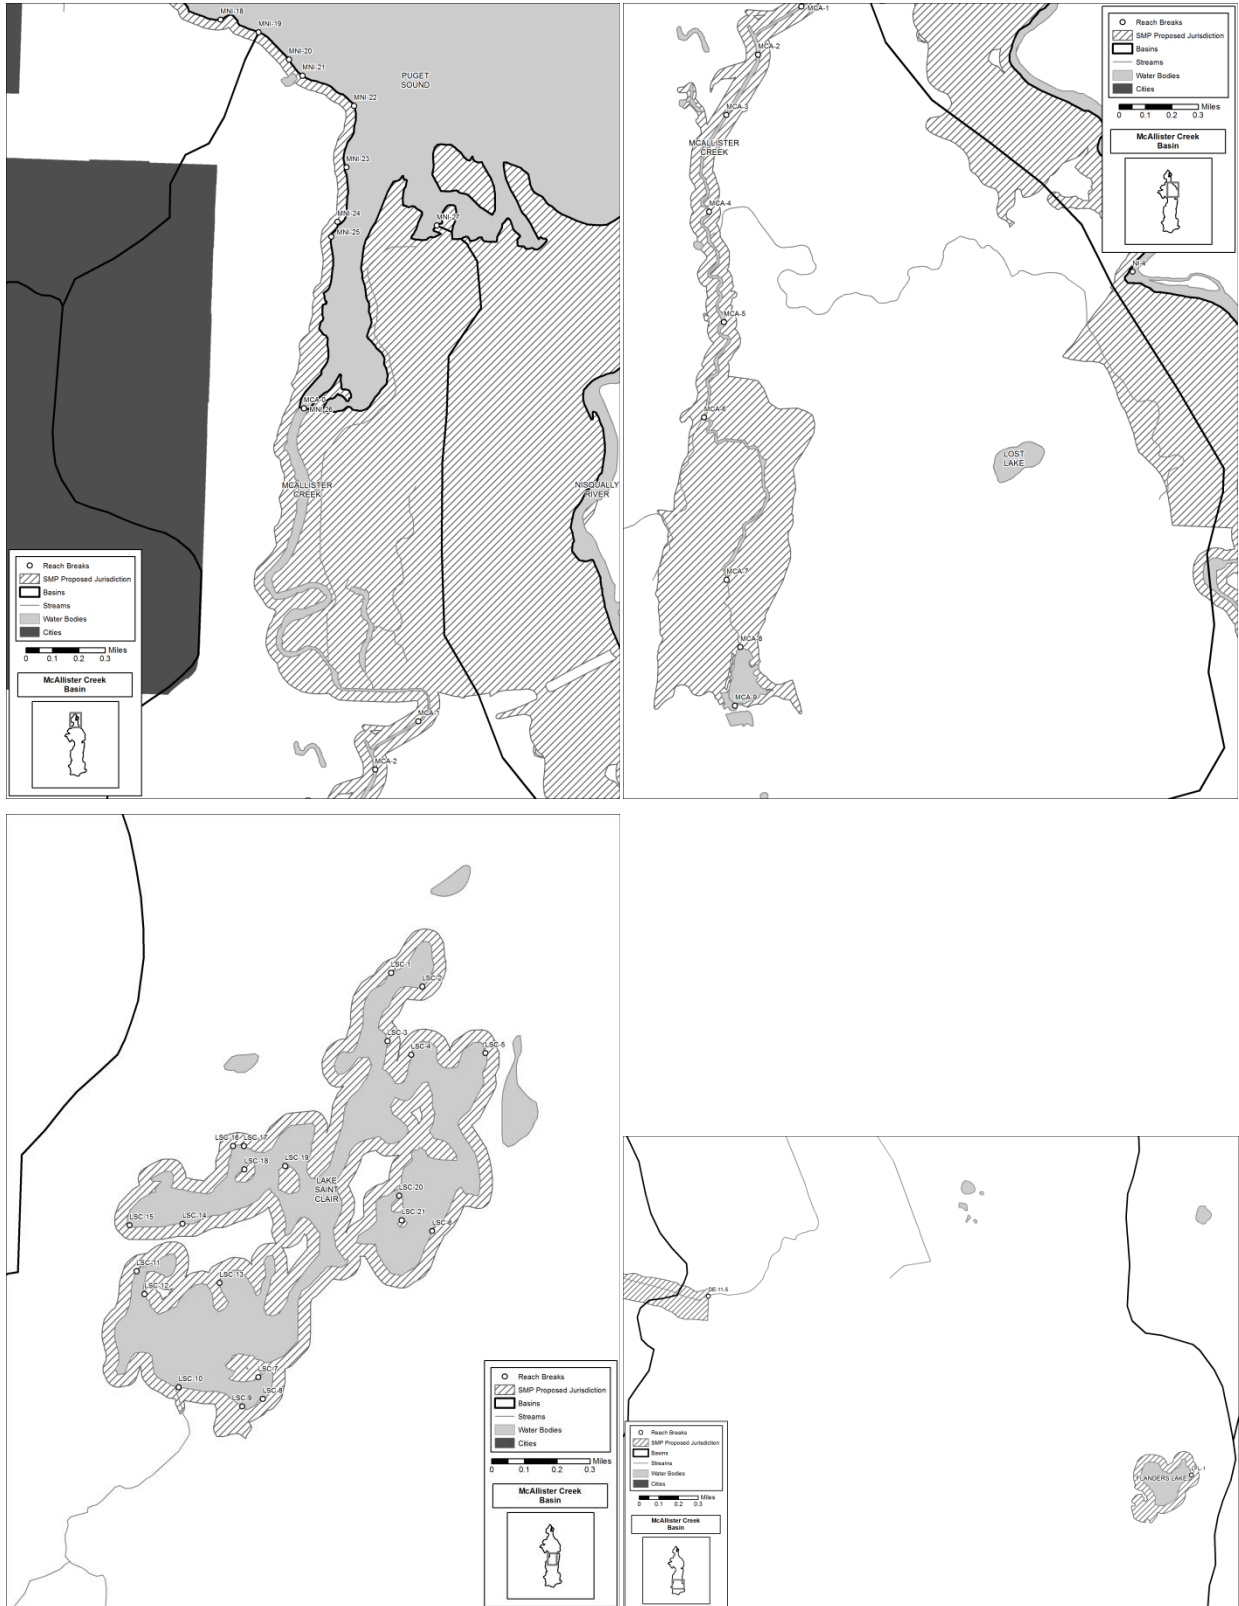 MNI-18
MNI-19
MNI-20
MNI-21
PUGET
SOUND
MNI-22
MNI-23
MNI-24
MNI-25
MNI-27
MCA-0
MNI-26
MCALLISTER
CREEK
NISQUALLY
RIVER
MCA-1
MCA-2
Reach Breaks
SMP Proposed Jurisdiction
Basins
Streams
Water Bodies
Cities
Miles
0 0.1 0.2 0.3
McAllister Creek
Basin
MCA-1
MCA-2
MCA-3
MCALLISTER
CREEK
MCA-4
MCA-5
MCA-6
LOST
LAKE
MCA-7
MCA-8
MCA-9
NI-4
Reach Breaks
SMP Proposed Jurisdiction
Basins
Streams
Water Bodies
Cities
Miles
0 0.1 0.2 0.3
McAllister Creek
Basin
LSC-1
LSC-2
LSC-3
LSC-4
LSC-5
LSC-16
LSC-17
LSC-18
LSC-19
LAKE
SAINT
CLAIR
LSC-20
LSC-21
LSC-6
LSC-15
LSC-14
LSC-11
LSC-12
LSC-13
LSC-7
LSC-10
LSC-8
LSC-9
Reach Breaks
SMP Proposed Jurisdiction
Basins
Streams
Water Bodies
Cities
Miles
0 0.1 0.2 0.3
McAllister Creek
Basin
DE-11-5
FLANDERS LAKE
Reach Breaks
SMP Proposed Jurisdiction
Basins
Streams
Water Bodies
Cities
Miles
0 0.1 0.2 0.3
McAllister Creek
Basin